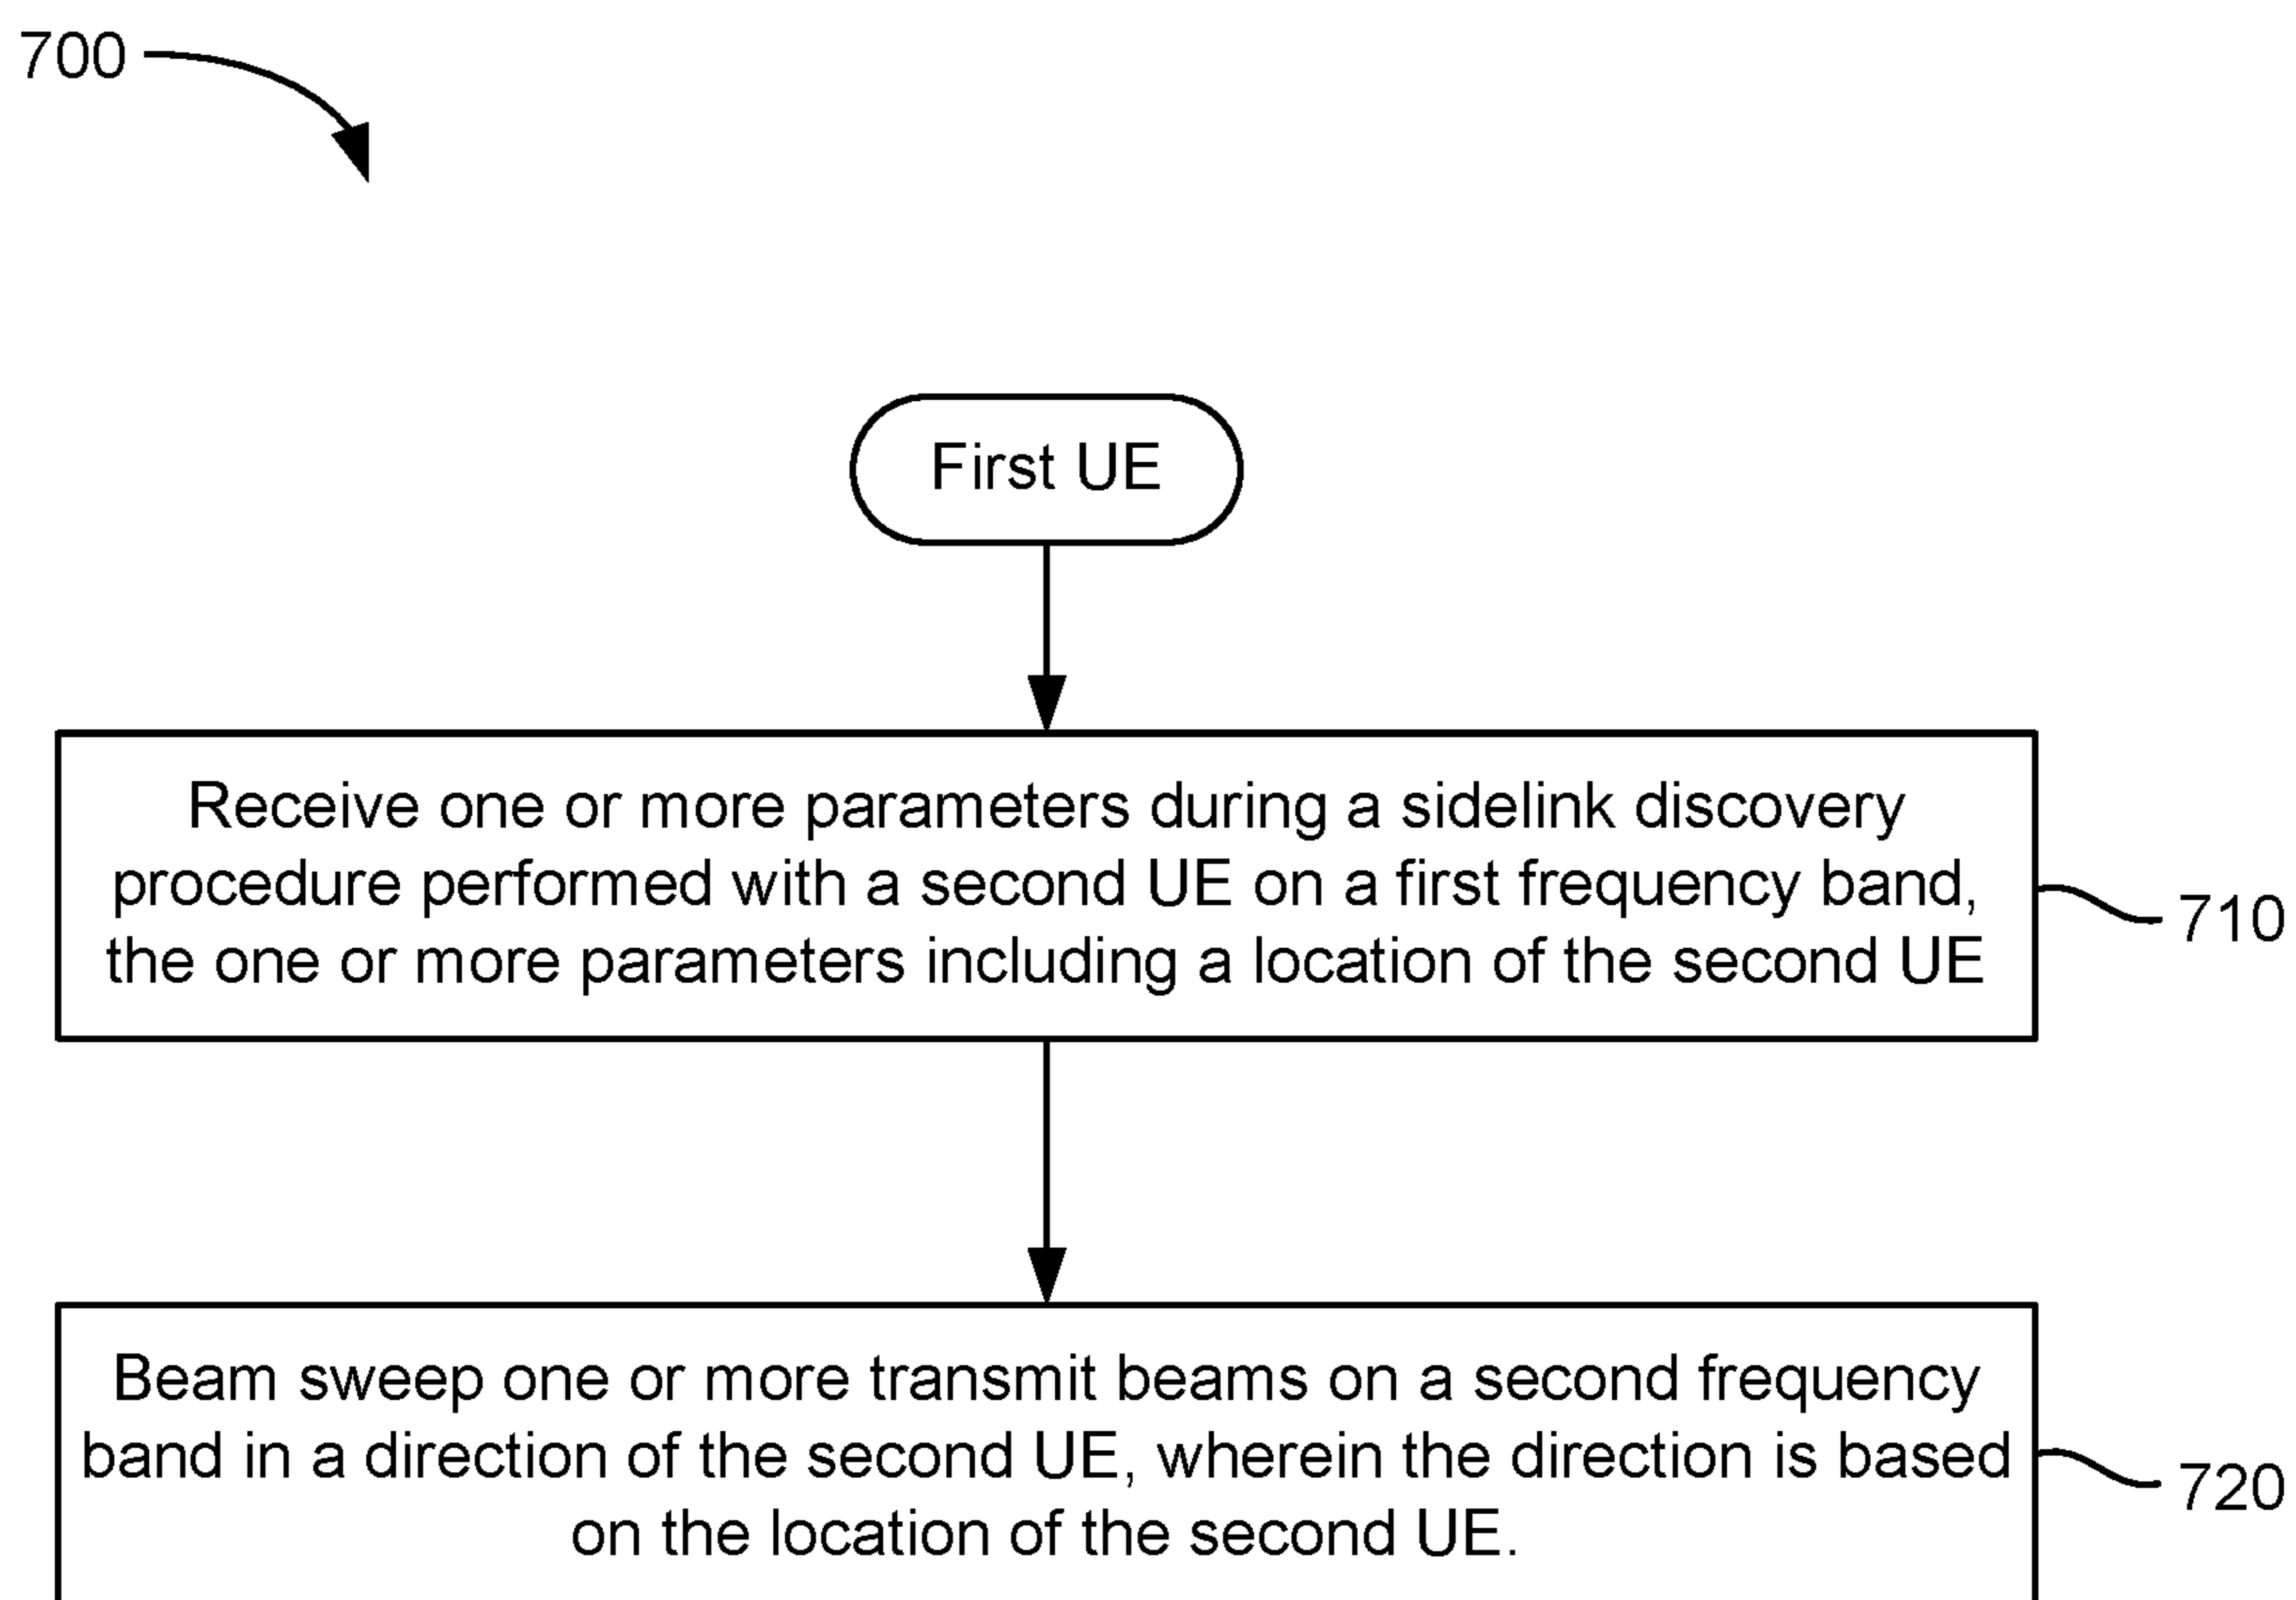 700
First UE
Receive one or more parameters during a sidelink discovery
procedure performed with a second UE on a first frequency band,
the one or more parameters including a location of the second UE
710
Beam sweep one or more transmit beams on a second frequency
band in a direction of the second UE, wherein the direction is based
on the location of the second UE.
720